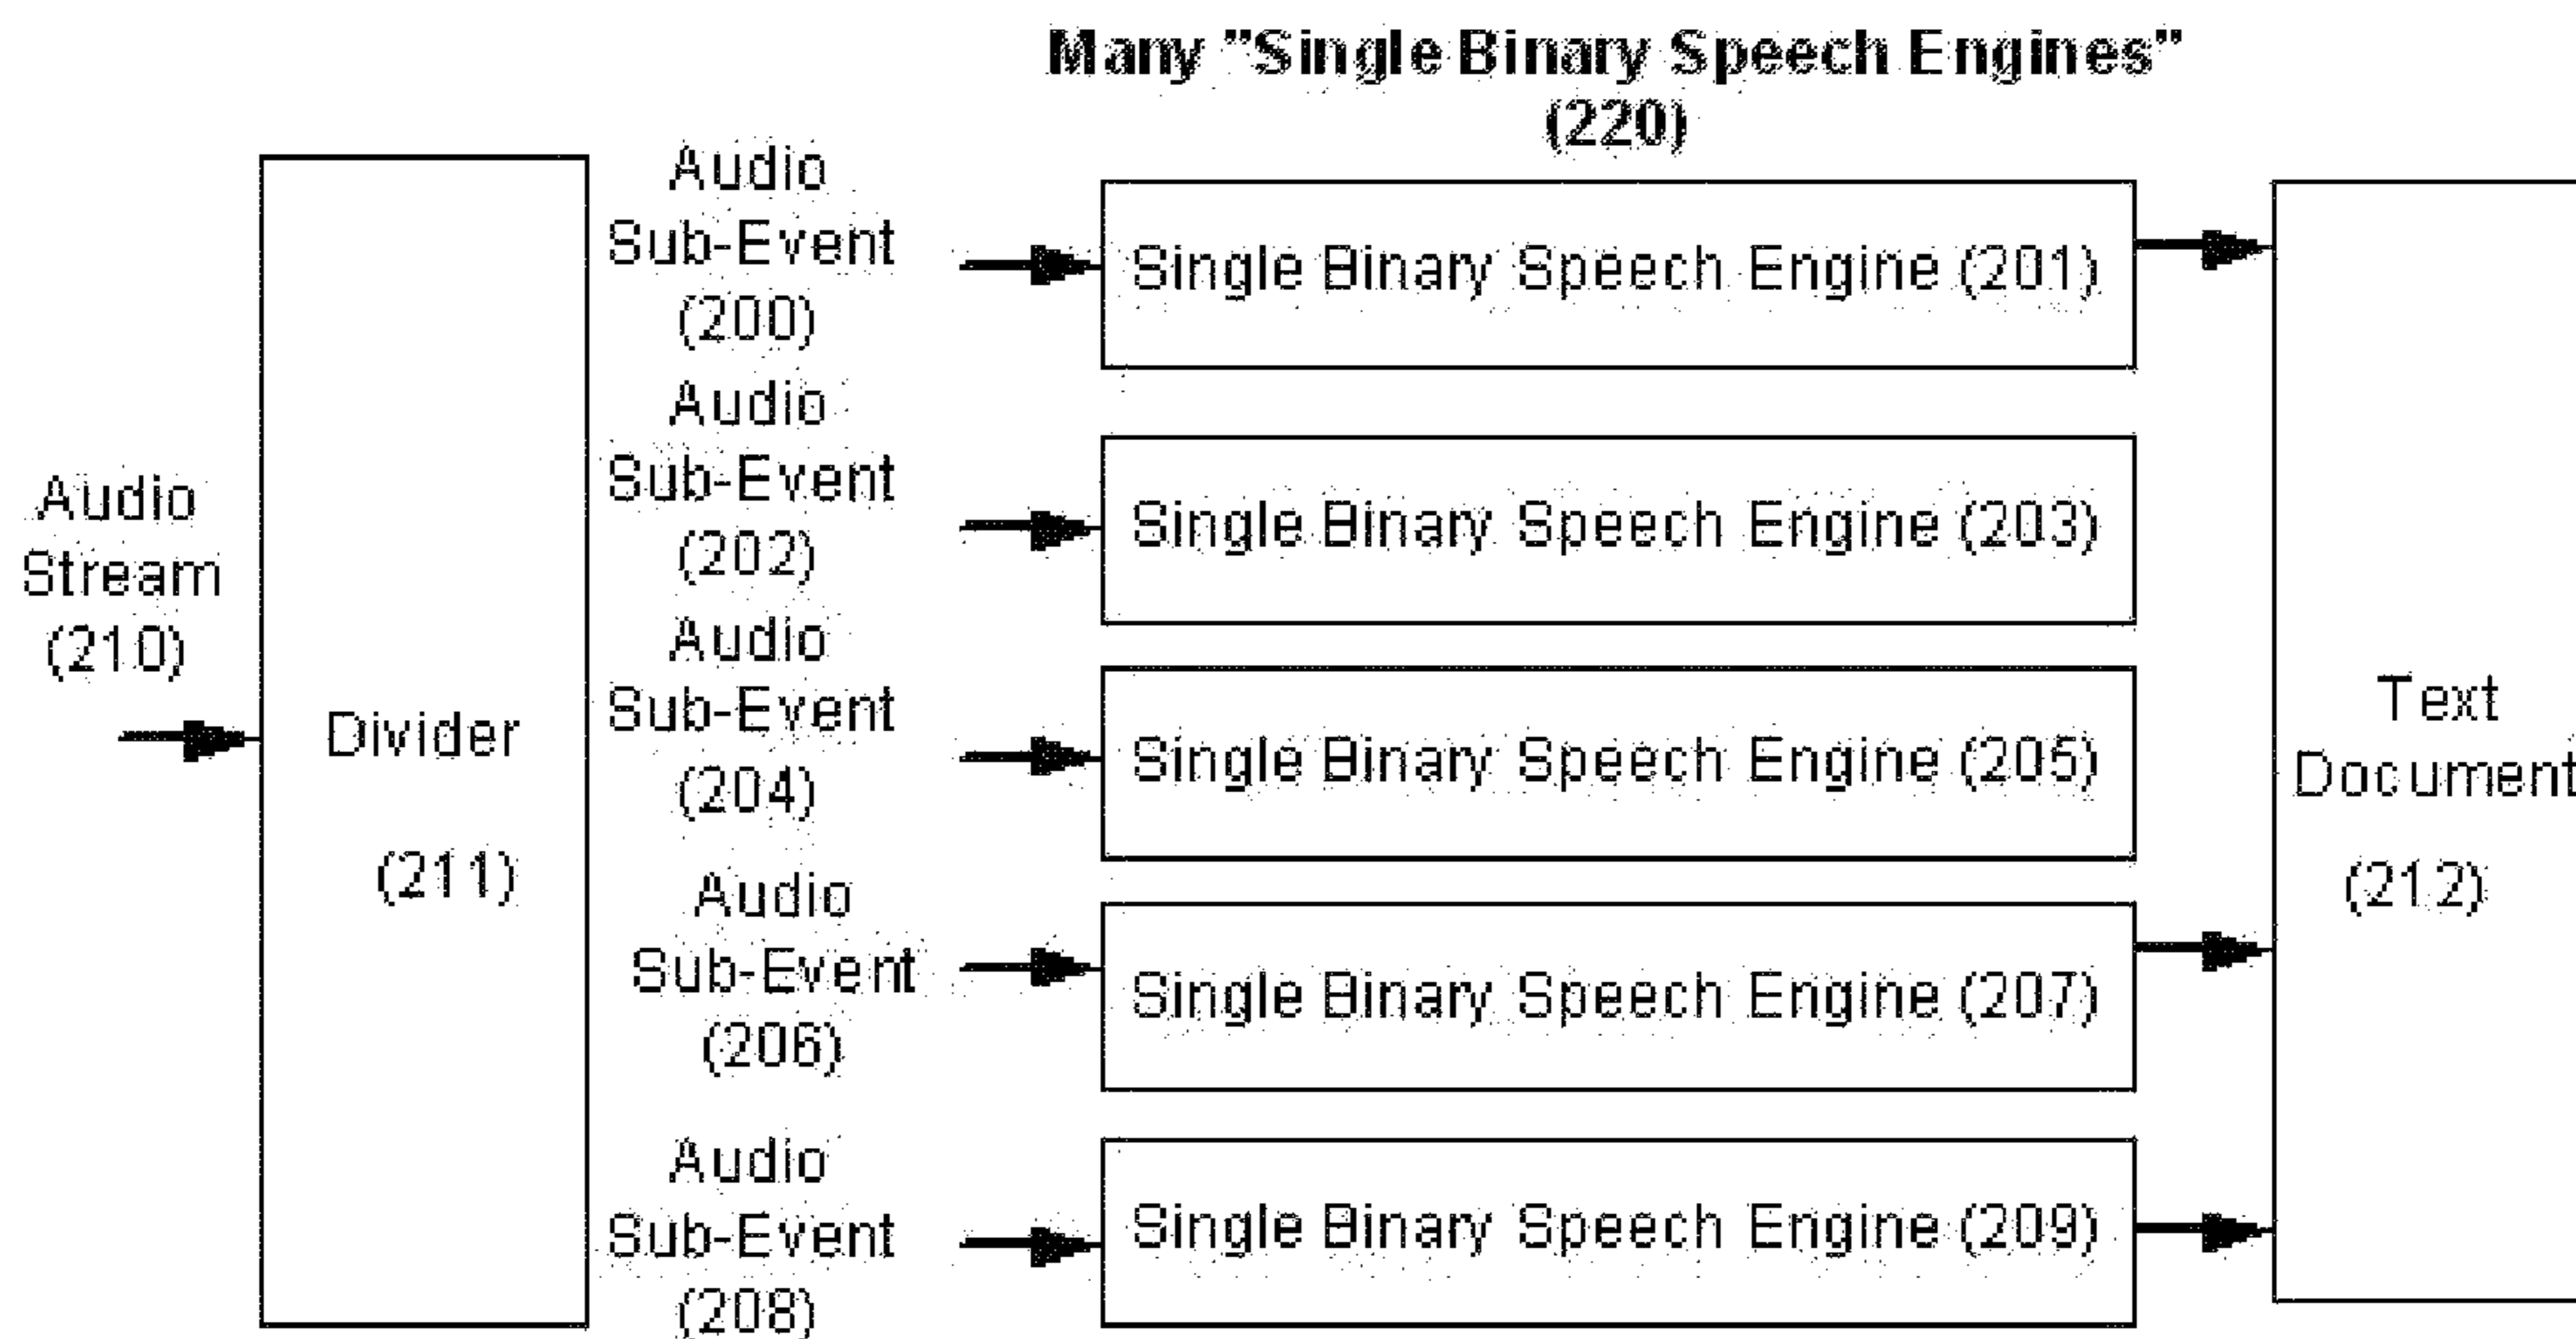 Many "Single Binary Speech Engines"
(220)
Audio
Stream
(210)
Divider
(211)
Audio
Sub-Event
(200)
Single Binary Speech Engine (201)
Audio
Sub-Event
(202)
Single Binary Speech Engine (203)
Audio
Sub-Event
(204)
Single Binary Speech Engine (205)
Audio
Sub-Event
(206)
Single Binary Speech Engine (207)
Audio
Sub-Event
(208)
Single Binary Speech Engine (209)
Text
Document
(212)